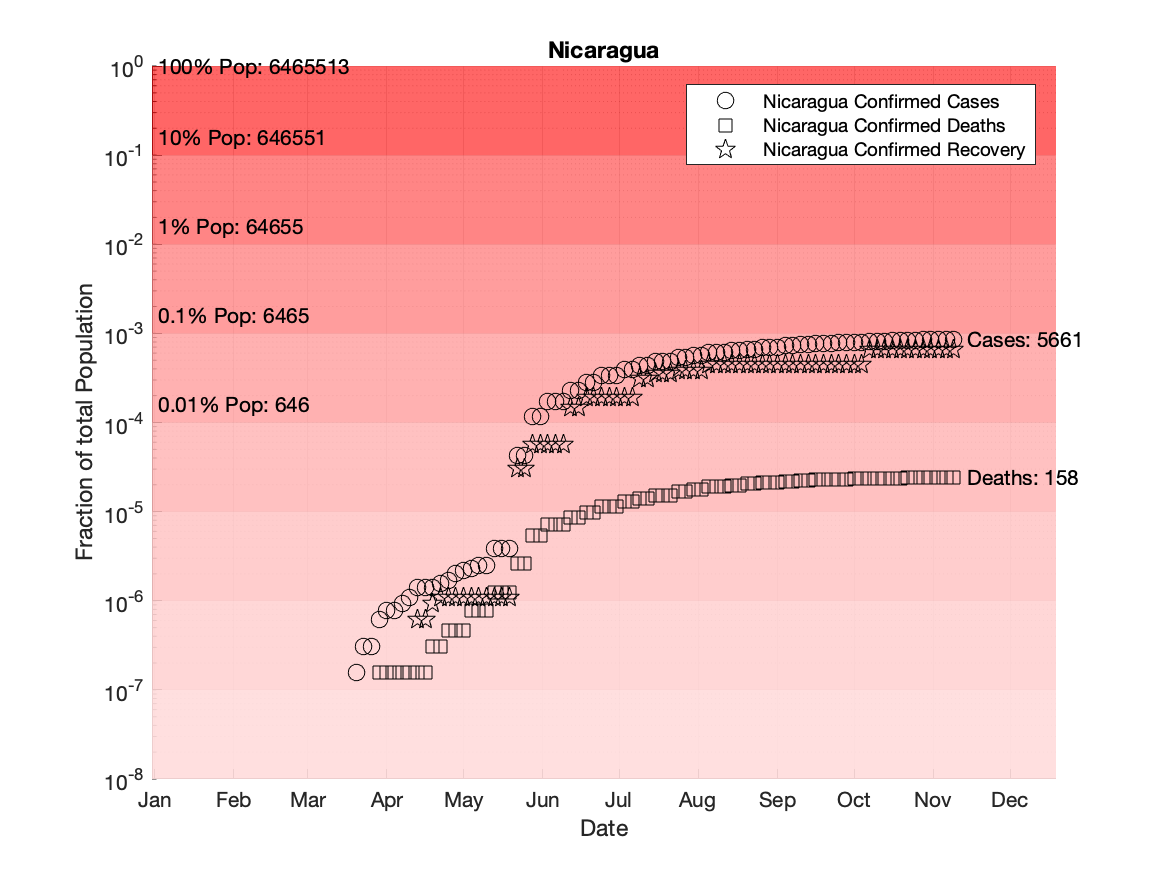 Nicaragua
10^0
100% Pop: 6465513
Nicaragua Confirmed Cases
Nicaragua Confirmed Deaths
Nicaragua Confirmed Recovery
10% Pop: 646551
10^-1
1% Pop: 64655
10^-2
0.1% Pop: 6465
10^-3
Cases: 5661
0.01% Pop: 646
10^-4
Deaths: 158
10^-5
10^-6
10^-7
10^-8
Fraction of total Population
Jan Feb Mar Apr May Jun Jul Aug Sep Oct Nov Dec
Date